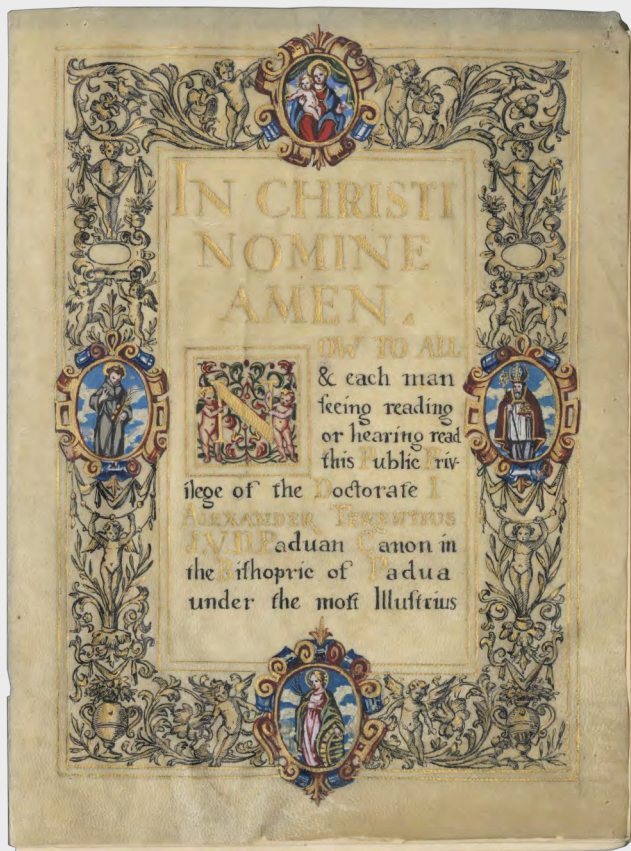 IN CHRISTI
NOMINE
AMEN.
NOW TO ALL
& each man
ſeeing reading
or hearing read
this Public Priv-
ilege of the Doctorate I
ALEXANDER TERENTIUS
J.V.D. Paduan Canon in
the Biſhopric of Padua
under the moſt Illuſtrius